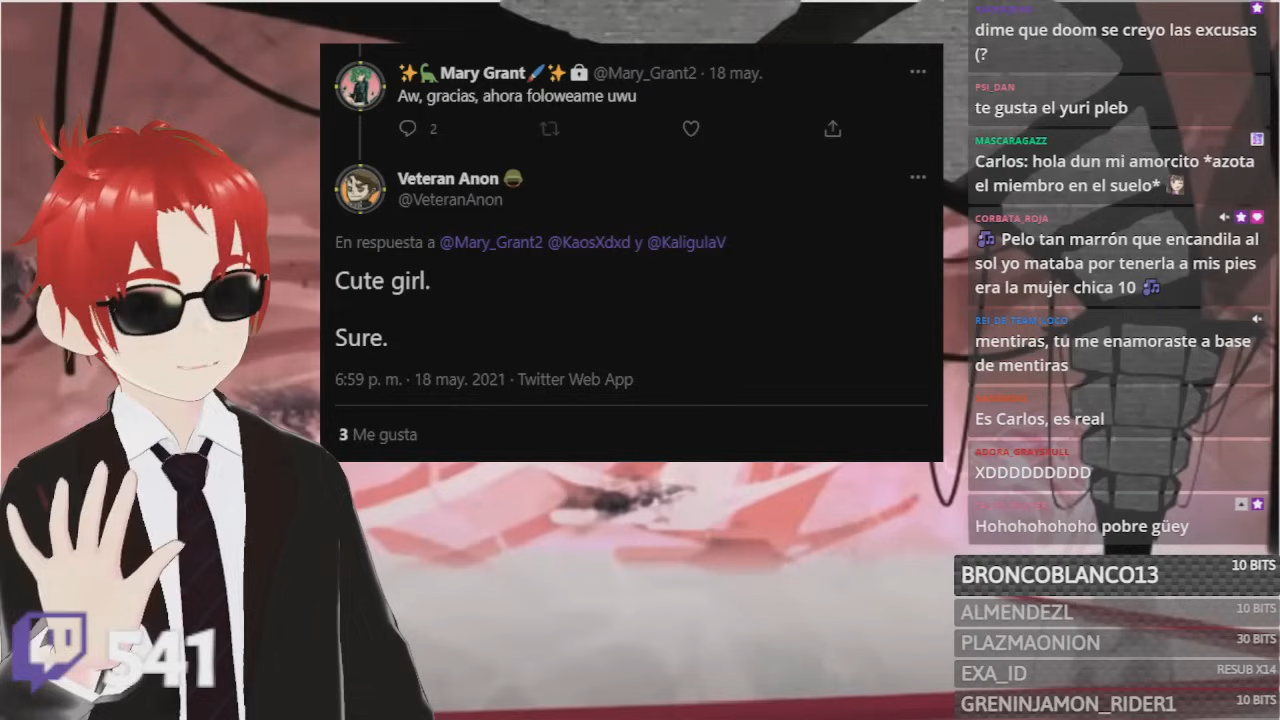 Mary Grant @Mary_Grant2 · 18 may.
Aw, gracias, ahora foloweame uwu
2
Veteran Anon
@VeteranAnon
En respuesta a @Mary_Grant2 @KaosXdxd y @KaligulaV
Cute girl.
Sure.
6:59 p. m. · 18 may. 2021 · Twitter Web App
3 Me gusta
541
dime que doom se creyo las excusas
(?
PSI_DAN
te gusta el yuri pleb
MASCARAGAZZ
Carlos: hola dun mi amorcito *azota
el miembro en el suelo*
CORBATA_ROJA
Pelo tan marrón que encandila al
sol yo mataba por tenerla a mis pies
era la mujer chica 10
mentiras, tu me enamoraste a base
de mentiras
Es Carlos, es real
ADORA_GRAYSKULL
XDDDDDDDDD
Hohohohohoho pobre güey
BRONCOBLANCO13 10 BITS
ALMENDEZL 10 BITS
PLAZMAONION 30 BITS
EXA_ID RESUB X14
GRENINJAMON_RIDER1 10 BITS